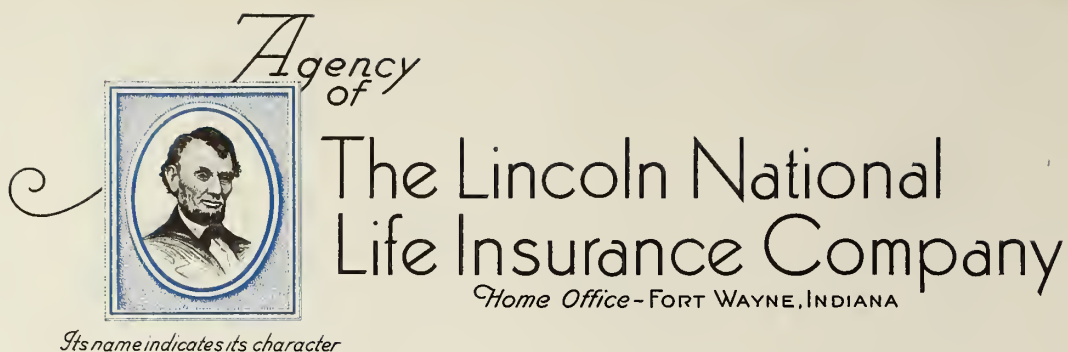 Agency
of
The Lincoln National
Life Insurance Company
Home Office~FORT WAYNE, INDIANA
Its name indicates its character